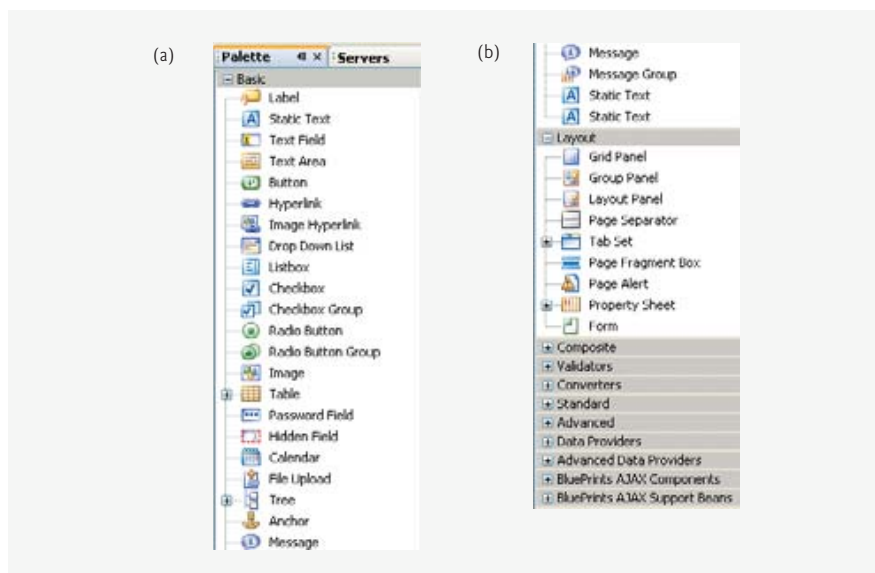 (a)
Palette Servers
Basic
Label
Static Text
Text Field
Text Area
Button
Hyperlink
Image Hyperlink
Drop Down List
Listbox
Checkbox
Checkbox Group
Radio Button
Radio Button Group
Image
Table
Password Field
Hidden Field
Calendar
File Upload
Tree
Anchor
Message
(b)
Message
Message Group
Static Text
Static Text
Layout
Grid Panel
Group Panel
Layout Panel
Page Separator
Tab Set
Page Fragment Box
Page Alert
Property Sheet
Form
Composite
Validators
Converters
Standard
Advanced
Data Providers
Advanced Data Providers
BluePrints AJAX Components
BluePrints AJAX Support Beans